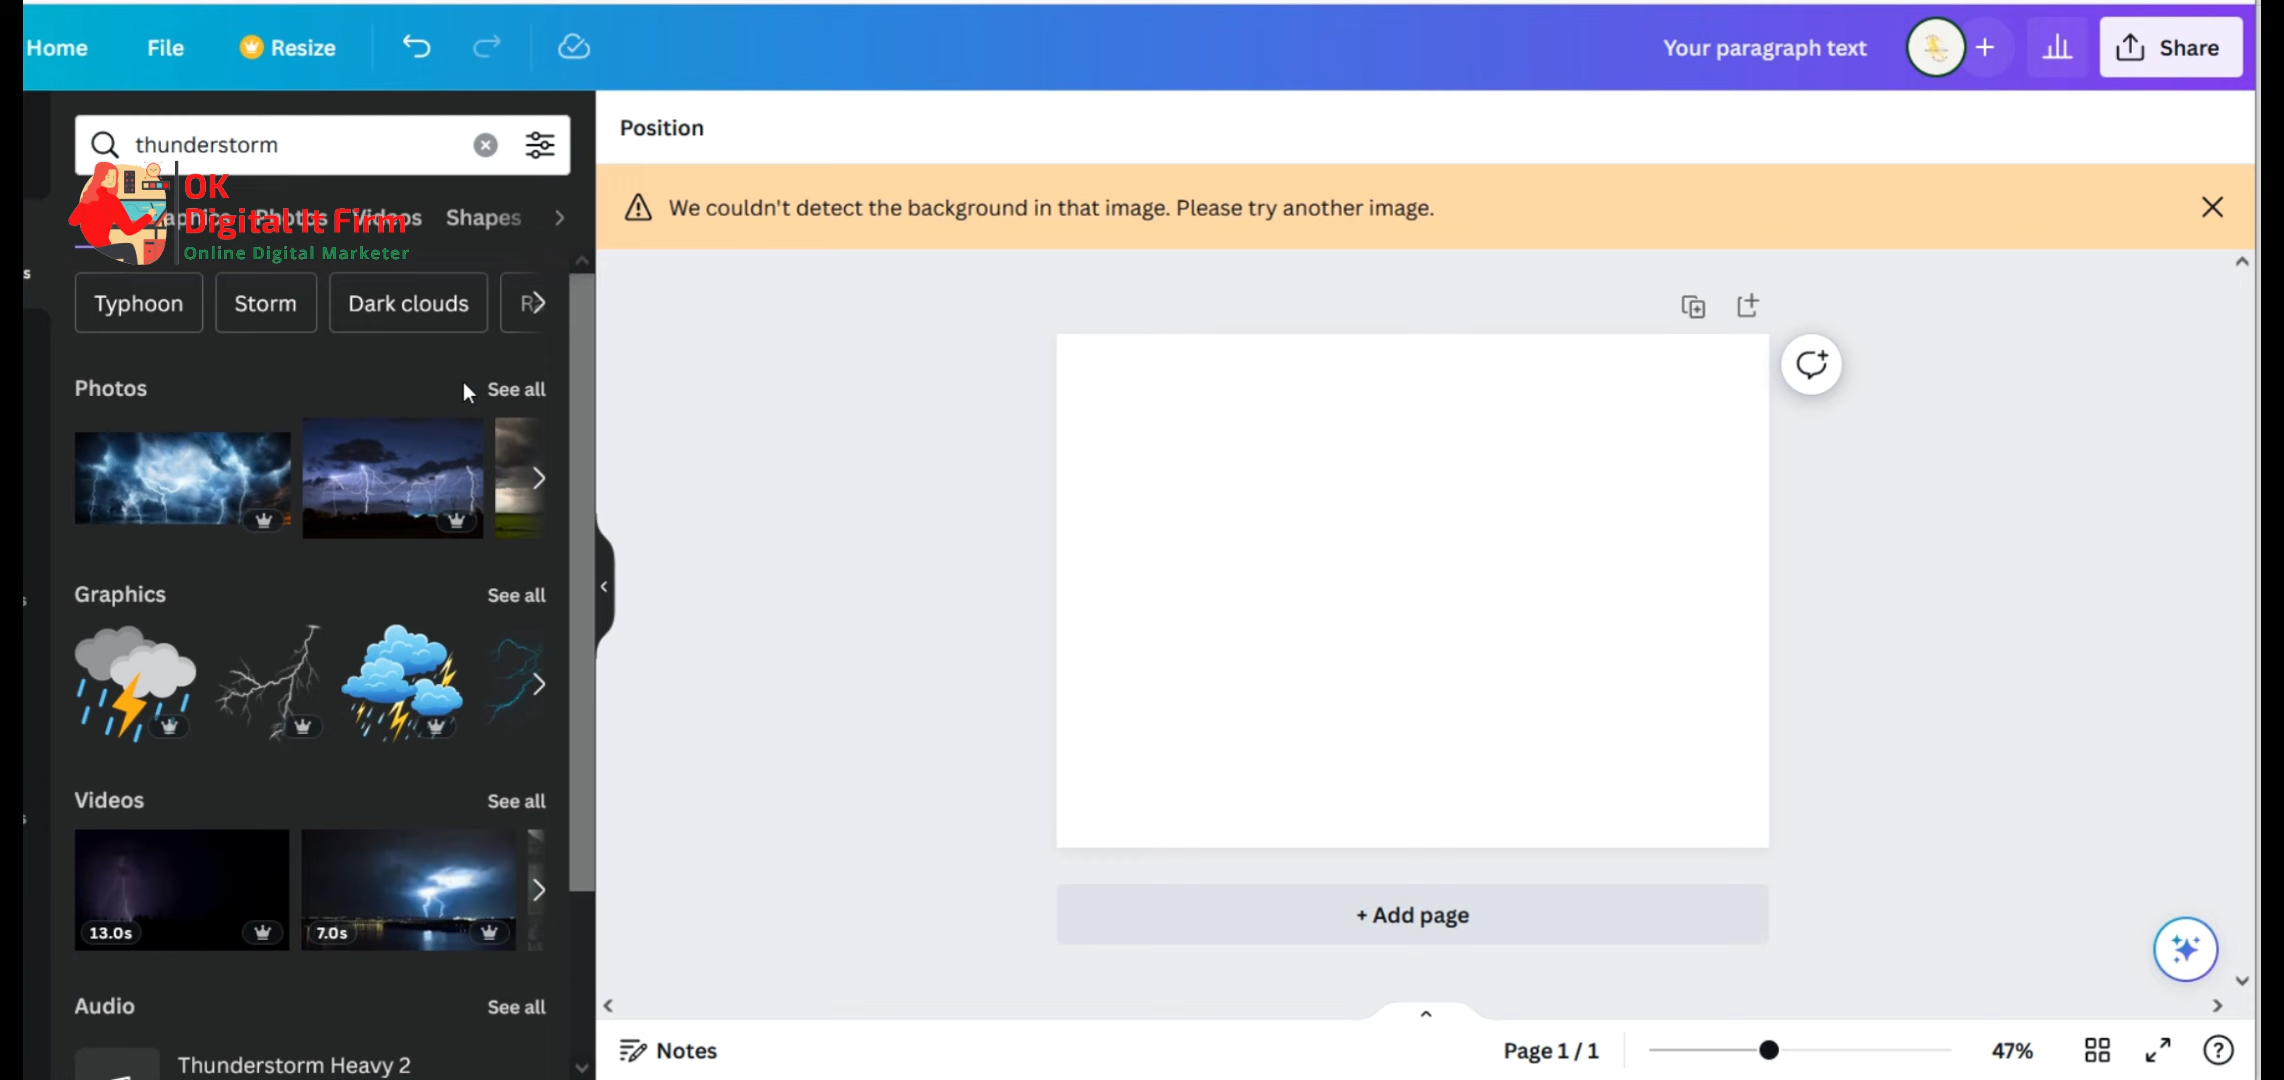 Home File Resize Your paragraph text + Share
thunderstorm
Position
We couldn't detect the background in that image. Please try another image.
OK
Digital It Firm
Online Digital Marketer
Photos Videos Shapes
Typhoon Storm Dark clouds
Photos See all
Graphics See all
Videos See all
13.0s 7.0s
Audio See all
Thunderstorm Heavy 2
+ Add page
Notes Page 1 / 1 47%